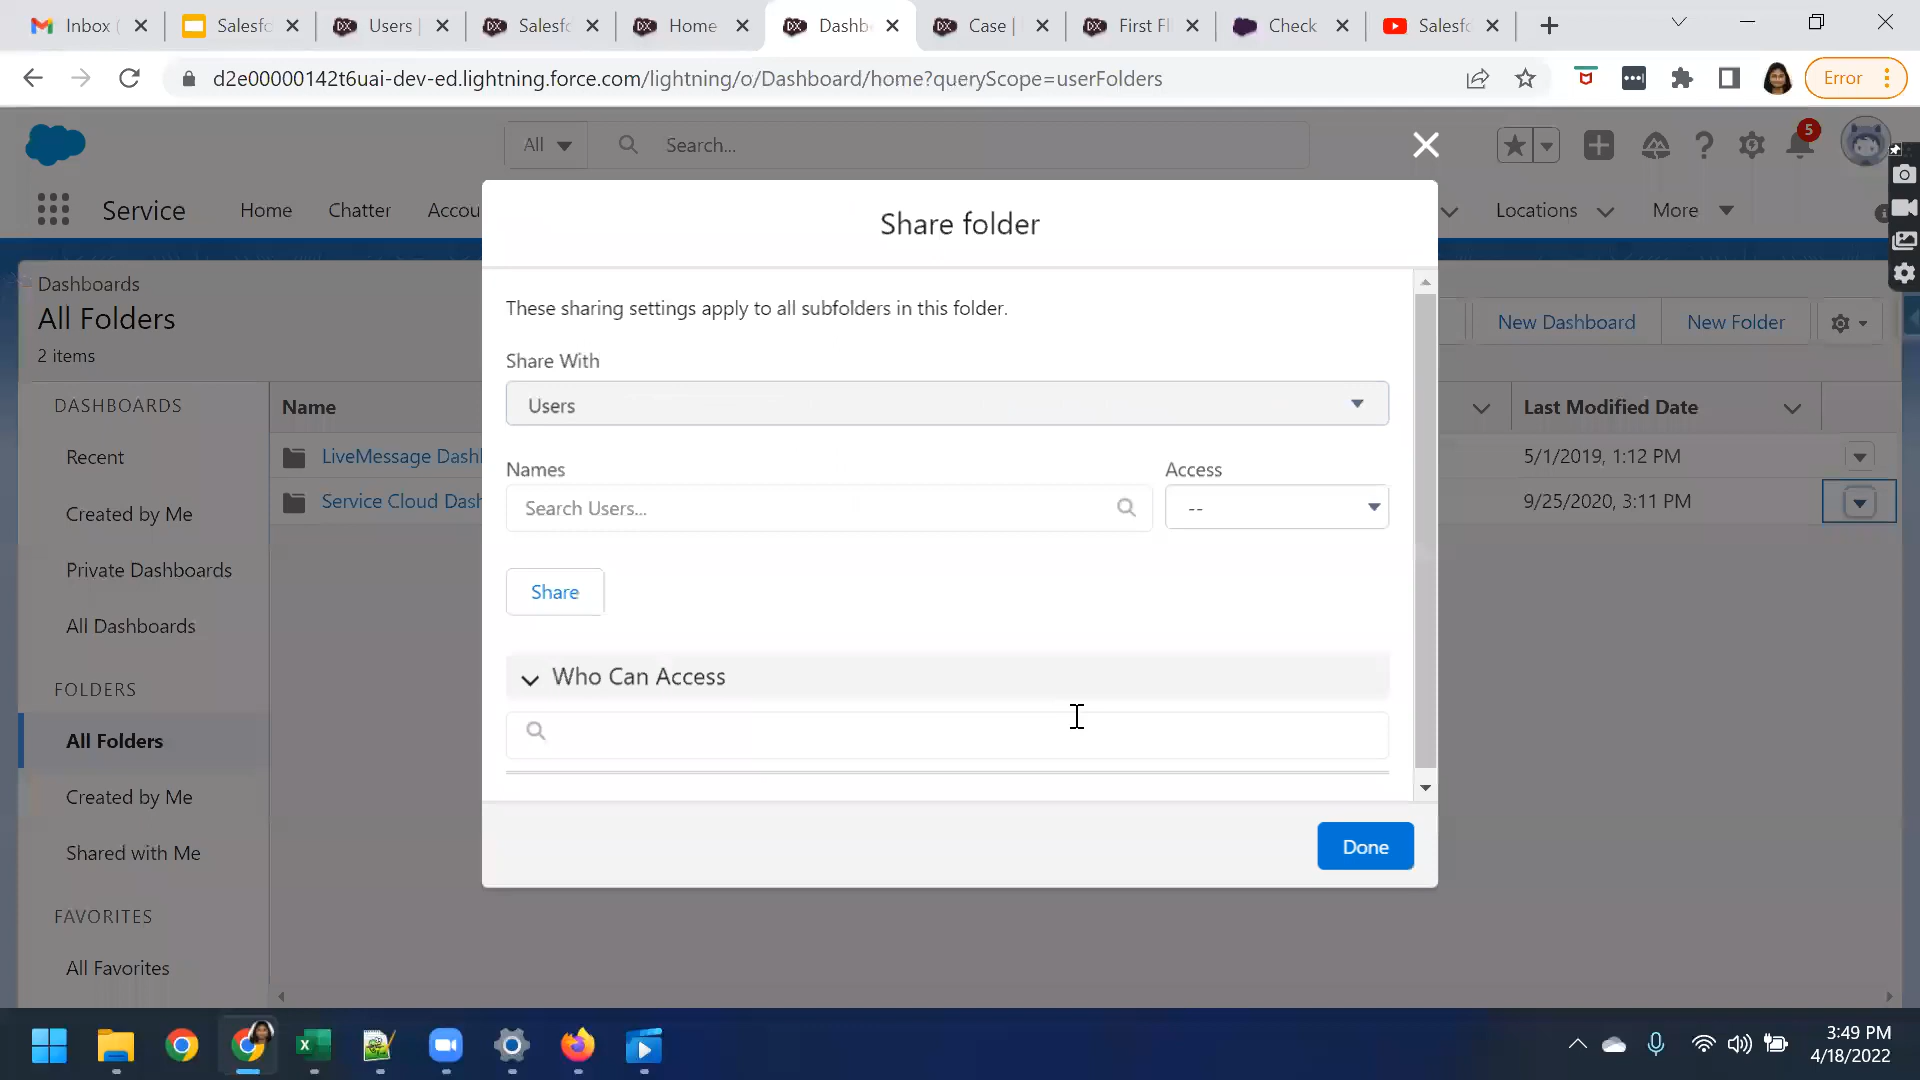 Inbox (
Salesfo
Users |
Salesfo
Home
Dashb
Case |
First Fl
Check
Salesfo
d2e00000142t6uai-dev-ed.lightning.force.com/lightning/o/Dashboard/home?queryScope=userFolders
Error
All
Search...
5
Service
Home
Chatter
Accou
Locations
More
Share folder
Dashboards
All Folders
2 items
New Dashboard
New Folder
These sharing settings apply to all subfolders in this folder.
Share With
Users
DASHBOARDS
Name
Last Modified Date
Recent
LiveMessage Dashl
5/1/2019, 1:12 PM
Names
Access
Service Cloud Das
9/25/2020, 3:11 PM
Search Users...
--
Created by Me
Private Dashboards
Share
All Dashboards
Who Can Access
FOLDERS
All Folders
Created by Me
Shared with Me
Done
FAVORITES
All Favorites
3:49 PM
4/18/2022